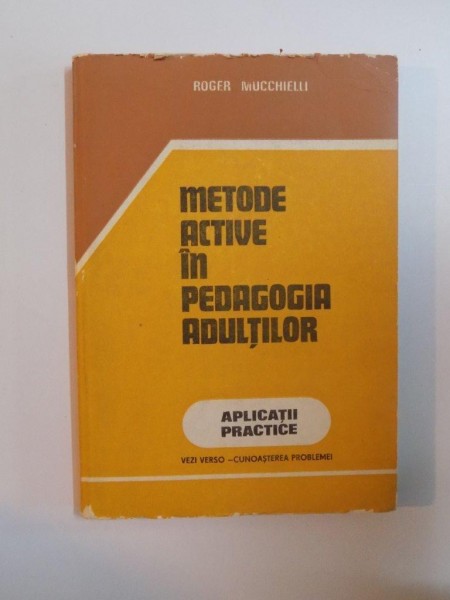 ROGER MUCCHIELLI
METODE
ACTIVE
ÎN
PEDAGOGIA
ADULȚILOR
APLICAȚII
PRACTICE
VEZI VERSO – CUNOAȘTEREA PROBLEMEI